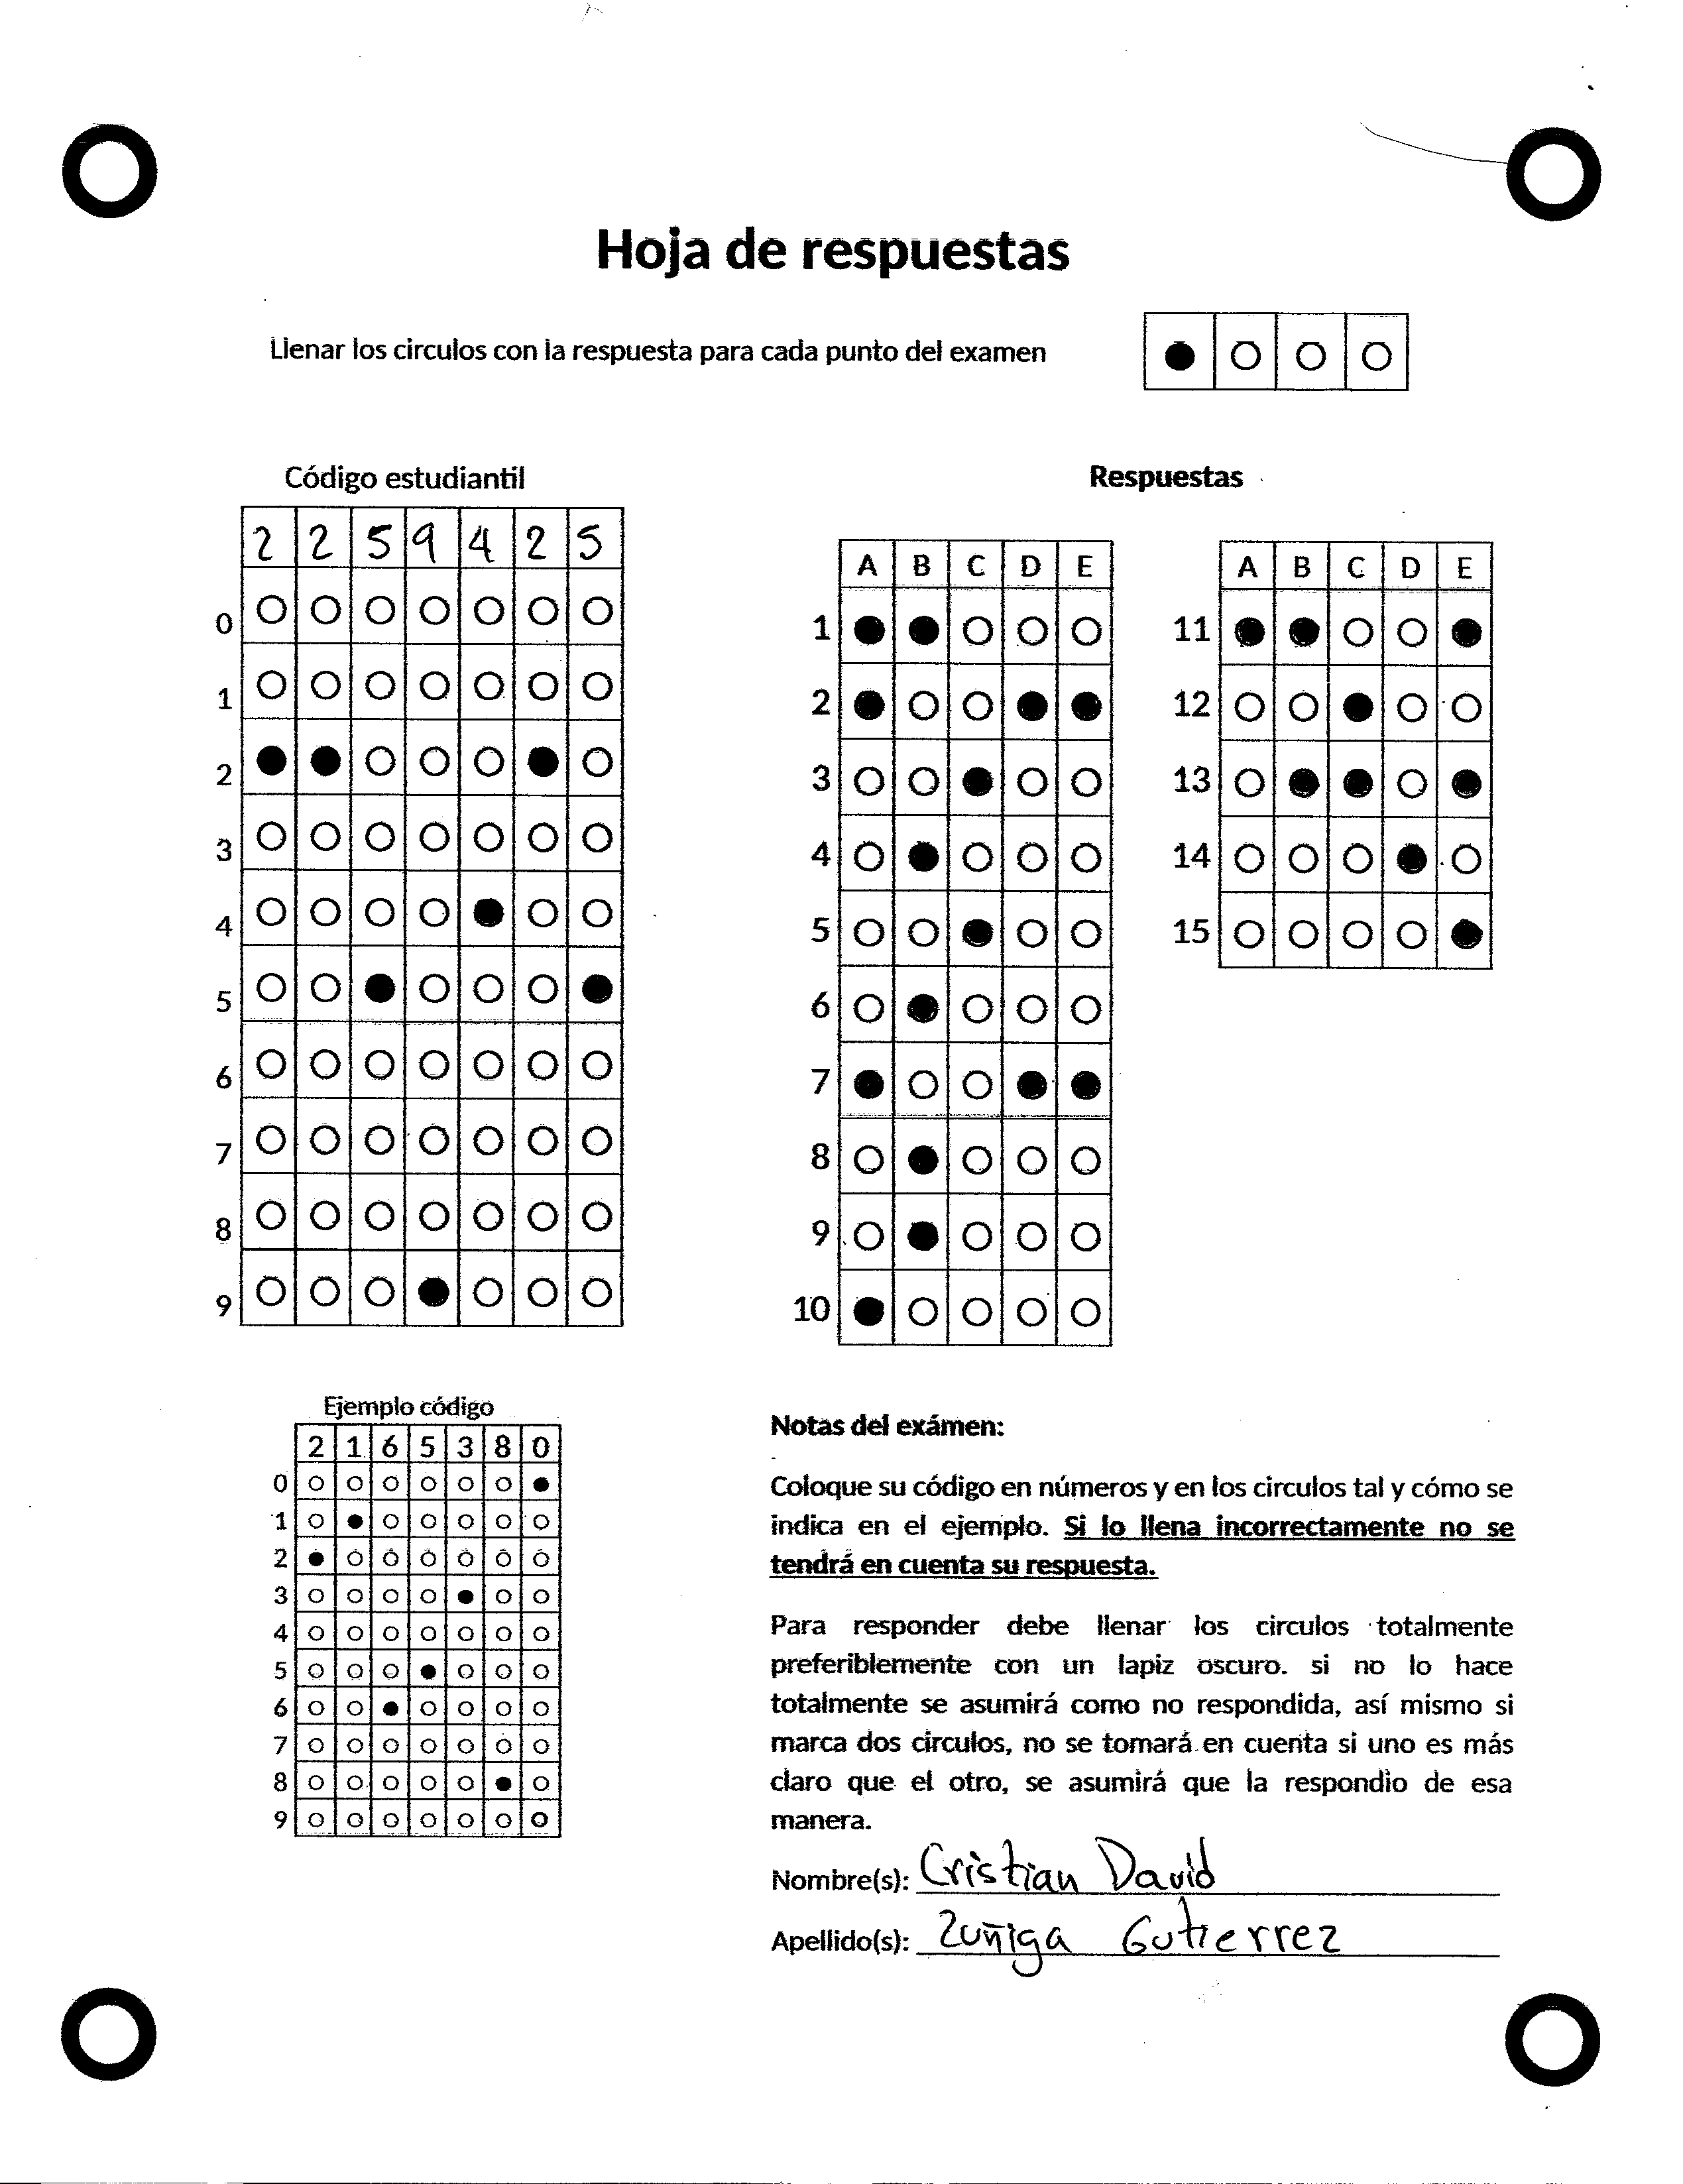 Hoja de respuestas
Llenar los circulos con la respuesta para cada punto del examen
Código estudiantil
2 2 5 9 4 2 5
0
1
2
3
4
5
6
7
8
9
Respuestas
A B C D E
1
2
3
4
5
6
7
8
9
10
A B C D E
11
12
13
14
15
Ejemplo código
2 1 6 5 3 8 0
0
1
2
3
4
5
6
7
8
9
Notas del exámen:
Coloque su código en números y en los circulos tal y cómo se
indica en el ejemplo. Si lo llena incorrectamente no se
tendrá en cuenta su respuesta.
Para responder debe llenar los circulos totalmente
preferiblemente con un lapiz oscuro. si no lo hace
totalmente se asumirá como no respondida, así mismo si
marca dos circulos, no se tomará en cuenta si uno es más
claro que el otro, se asumirá que la respondio de esa
manera.
Nombre(s): Cristian David
Apellido(s): Zuñiga Gutierrez